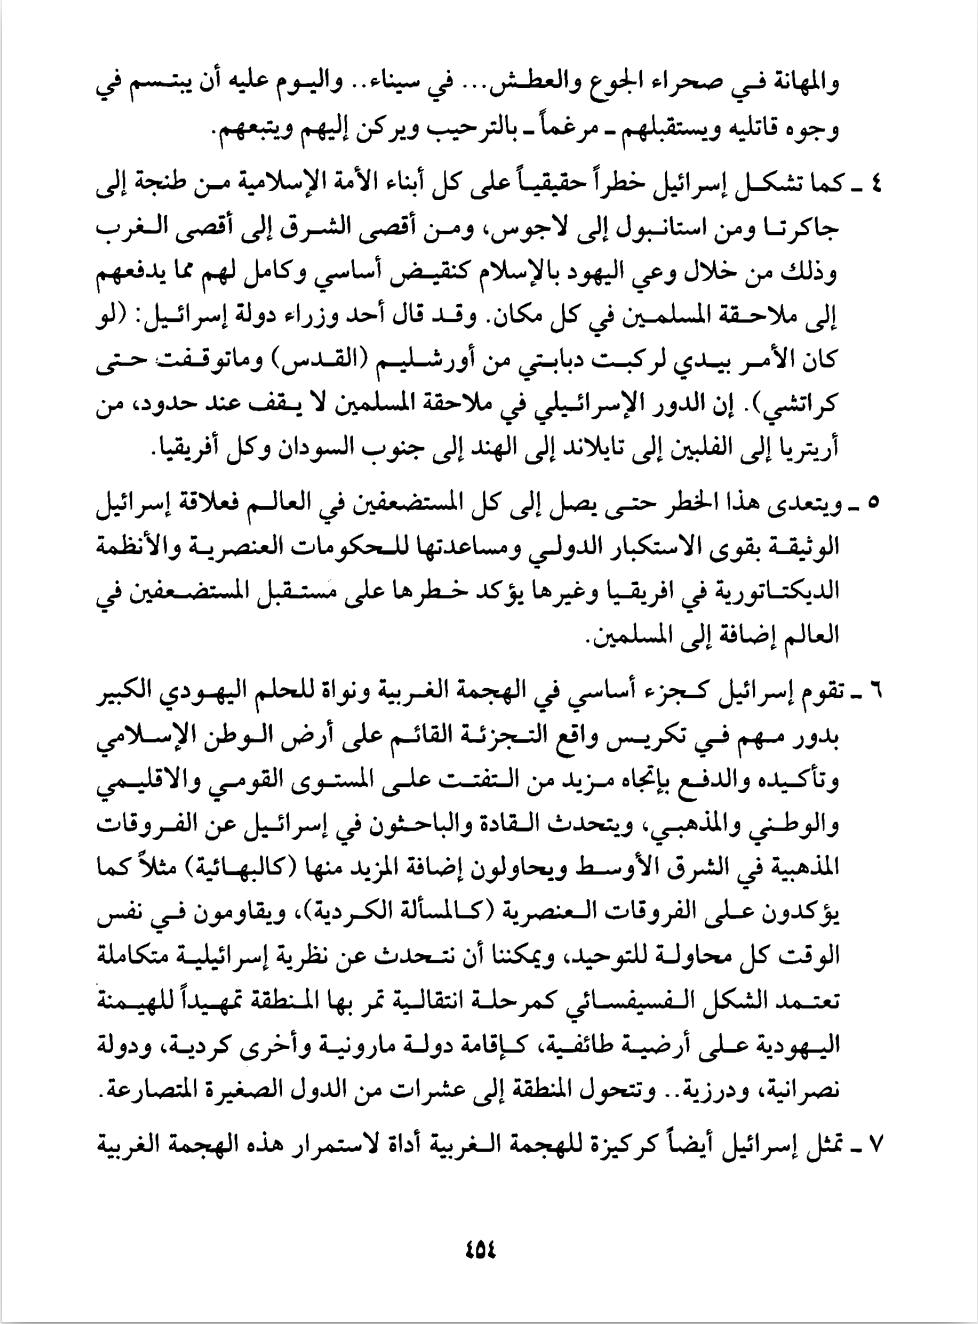 والمهانة في صحراء الجوع والعطش... في سيناء.. واليوم عليه أن يبتسم في
وجوه قاتليه ويستقبلهم ـ مرغماً ـ بالترحيب ويركن إليهم ويتبعهم.
٤ ـ كما تشكل إسرائيل خطراً حقيقياً على كل أبناء الأمة الإسلامية من طنجة إلى
جاكرتا ومن استانبول إلى لاجوس، ومن أقصى الشرق إلى أقصى الغرب
وذلك من خلال وعي اليهود بالإسلام كنقيض أساسي وكامل لهم مما يدفعهم
إلى ملاحقة المسلمين في كل مكان. وقد قال أحد وزراء دولة إسرائيل: (لو
كان الأمر بيدي لركبت دبابتي من أورشليم (القدس) وماتوقفت حتى
كراتشي). إن الدور الإسرائيلي في ملاحقة المسلمين لا يقف عند حدود، من
أريتريا إلى الفلبين إلى تايلاند إلى الهند إلى جنوب السودان وكل أفريقيا.
٥ ـ ويتعدى هذا الخطر حتى يصل إلى كل المستضعفين في العالم فعلاقة إسرائيل
الوثيقة بقوى الاستكبار الدولي ومساعدتها للحكومات العنصرية والأنظمة
الديكتاتورية في افريقيا وغيرها يؤكد خطرها على مستقبل المستضعفين في
العالم إضافة إلى المسلمين.
٦ ـ تقوم إسرائيل كجزء أساسي في الهجمة الغربية ونواة للحلم اليهودي الكبير
بدور مهم في تكريس واقع التجزئة القائم على أرض الوطن الإسلامي
وتأكيده والدفع بإتجاه مزيد من التفتت على المستوى القومي والاقليمي
والوطني والمذهبي، ويتحدث القادة والباحثون في إسرائيل عن الفروقات
المذهبية في الشرق الأوسط ويحاولون إضافة المزيد منها (كالبهائية) مثلاً كما
يؤكدون على الفروقات العنصرية (كالمسألة الكردية)، ويقاومون في نفس
الوقت كل محاولة للتوحيد، ويمكننا أن نتحدث عن نظرية إسرائيلية متكاملة
تعتمد الشكل الفسيفسائي كمرحلة انتقالية تمر بها المنطقة تمهيداً للهيمنة
اليهودية على أرضية طائفية، كإقامة دولة مارونية وأخرى كردية، ودولة
نصرانية، ودرزية.. وتتحول المنطقة إلى عشرات من الدول الصغيرة المتصارعة.
٧ ـ تمثل إسرائيل أيضاً كركيزة للهجمة الغربية أداة لاستمرار هذه الهجمة الغربية
٤٥٤